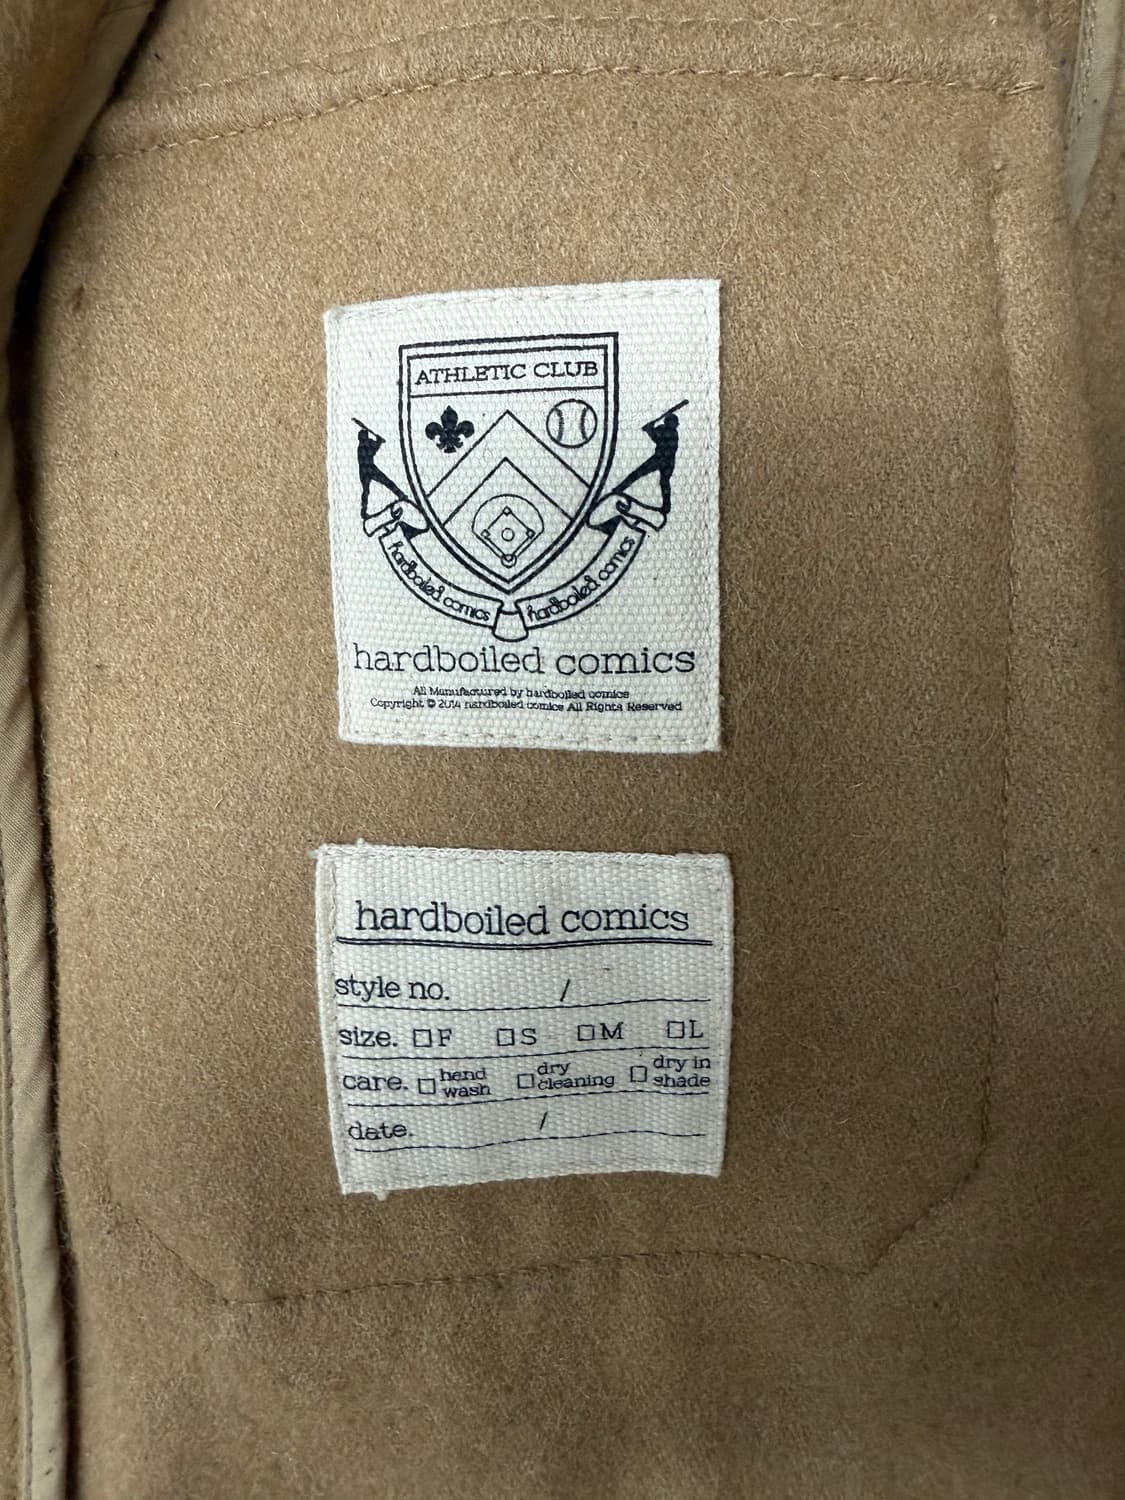 ATHLETIC CLUB
hardboiled comics hardboiled comics
hardboiled comics
All Manufactured by hardboiled comics
Copyright © 2014 hardboiled comics All Rights Reserved
hardboiled comics
style no. /
size. □F □S □M □L
care. □ hand wash □ dry cleaning □ dry in shade
date. /